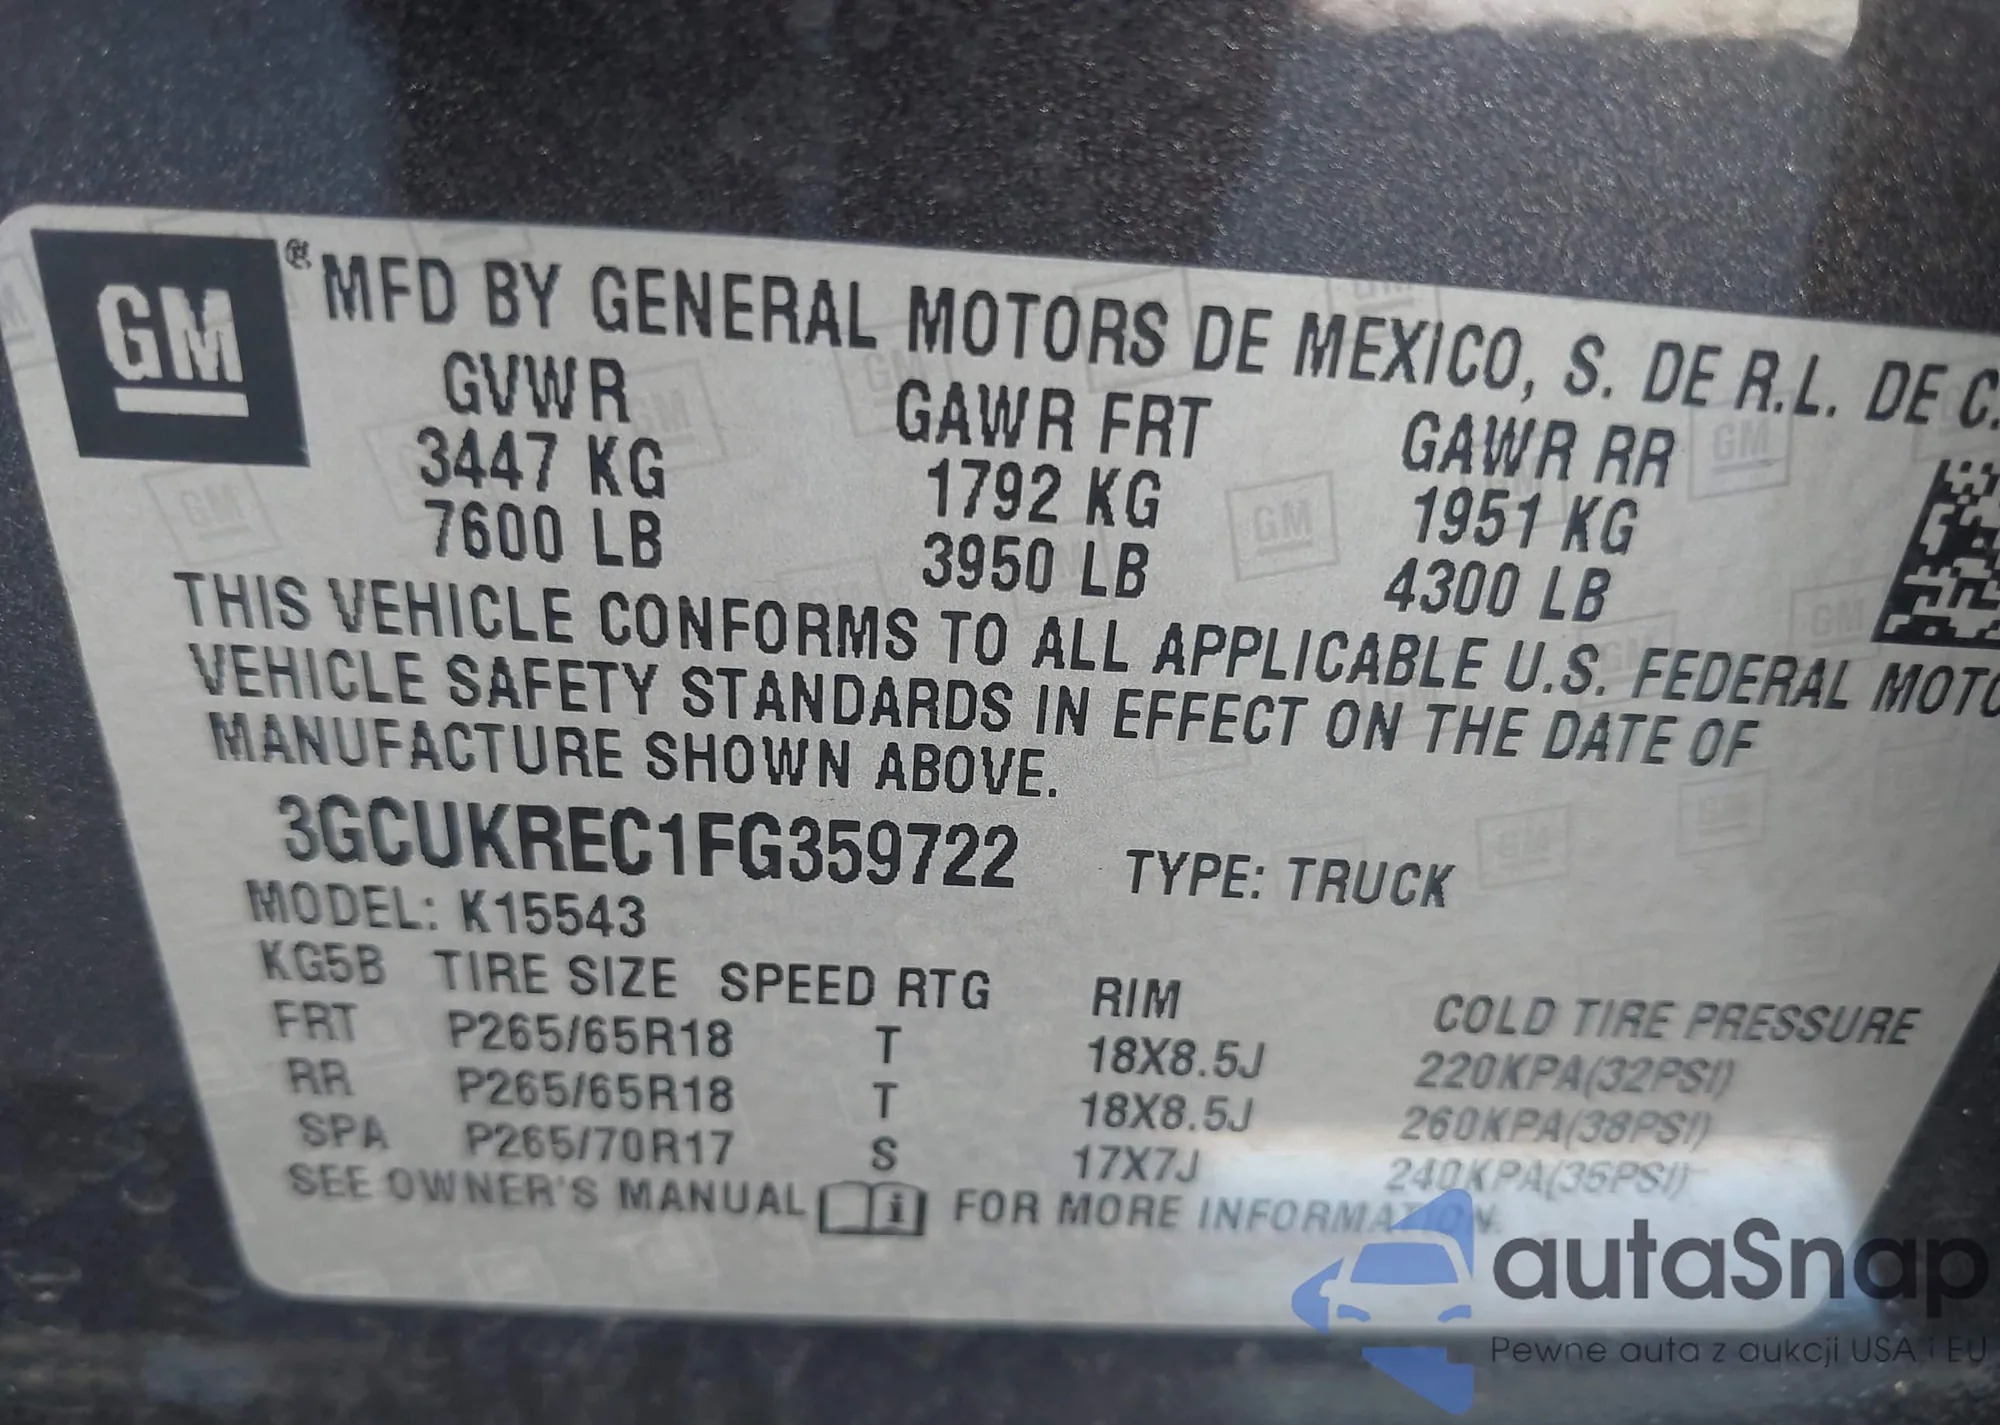 GM ® MFD BY GENERAL MOTORS DE MEXICO, S. DE R.L. DE C.
GVWR GAWR FRT GAWR RR
3447 KG 1792 KG 1951 KG
7600 LB 3950 LB 4300 LB
THIS VEHICLE CONFORMS TO ALL APPLICABLE U.S. FEDERAL MOTO
VEHICLE SAFETY STANDARDS IN EFFECT ON THE DATE OF
MANUFACTURE SHOWN ABOVE.
3GCUKREC1FG359722 TYPE: TRUCK
MODEL: K15543
KG5B TIRE SIZE SPEED RTG RIM COLD TIRE PRESSURE
FRT P265/65R18 T 18X8.5J 220KPA(32PSI)
RR P265/65R18 T 18X8.5J 260KPA(38PSI)
SPA P265/70R17 S 17X7J 240KPA(35PSI)
SEE OWNER'S MANUAL i FOR MORE INFORMATION.
autaSnap
Pewne auta z aukcji USA i EU